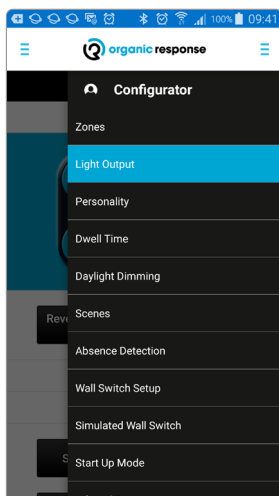 100% 09:41
organic response
Configurator
Zones
Light Output
Personality
Dwell Time
Daylight Dimming
Reve
Scenes
Absence Detection
Wall Switch Setup
Simulated Wall Switch
S
Start Up Mode